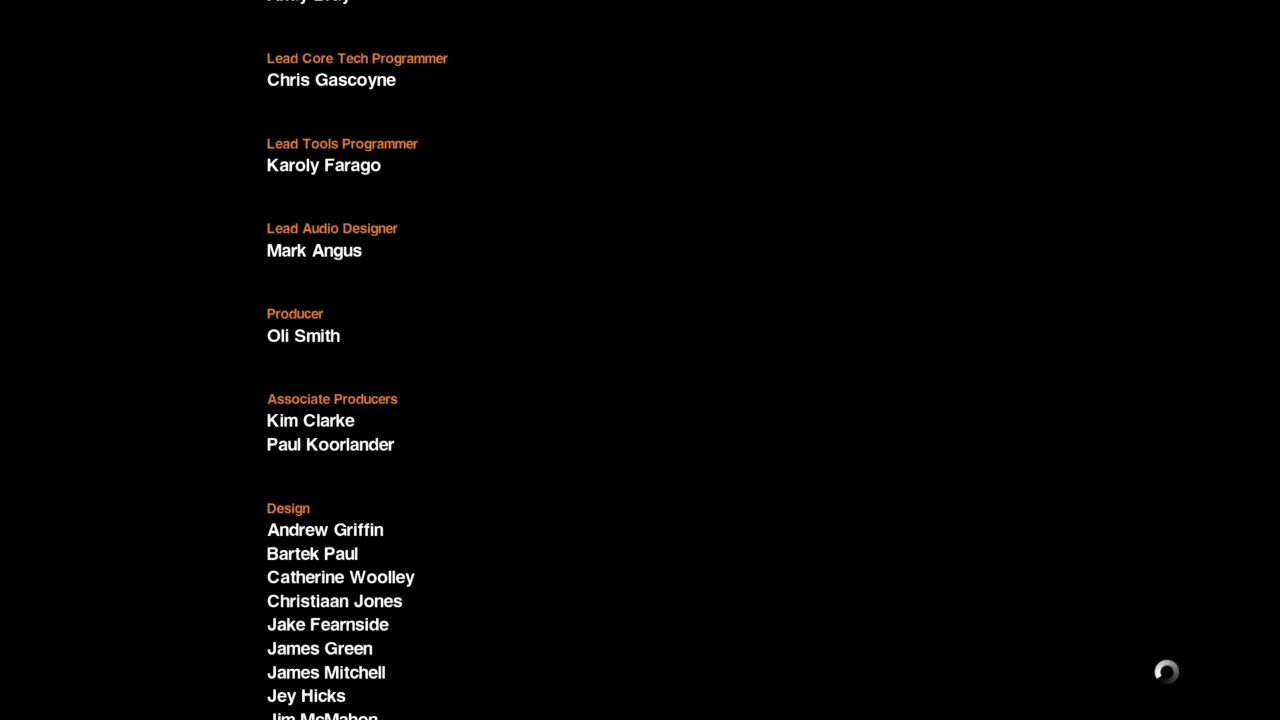 Lead Core Tech Programmer
Chris Gascoyne
Lead Tools Programmer
Karoly Farago
Lead Audio Designer
Mark Angus
Producer
Oli Smith
Associate Producers
Kim Clarke
Paul Koorlander
Design
Andrew Griffin
Bartek Paul
Catherine Woolley
Christiaan Jones
Jake Fearnside
James Green
James Mitchell
Jey Hicks
Jim McMahon